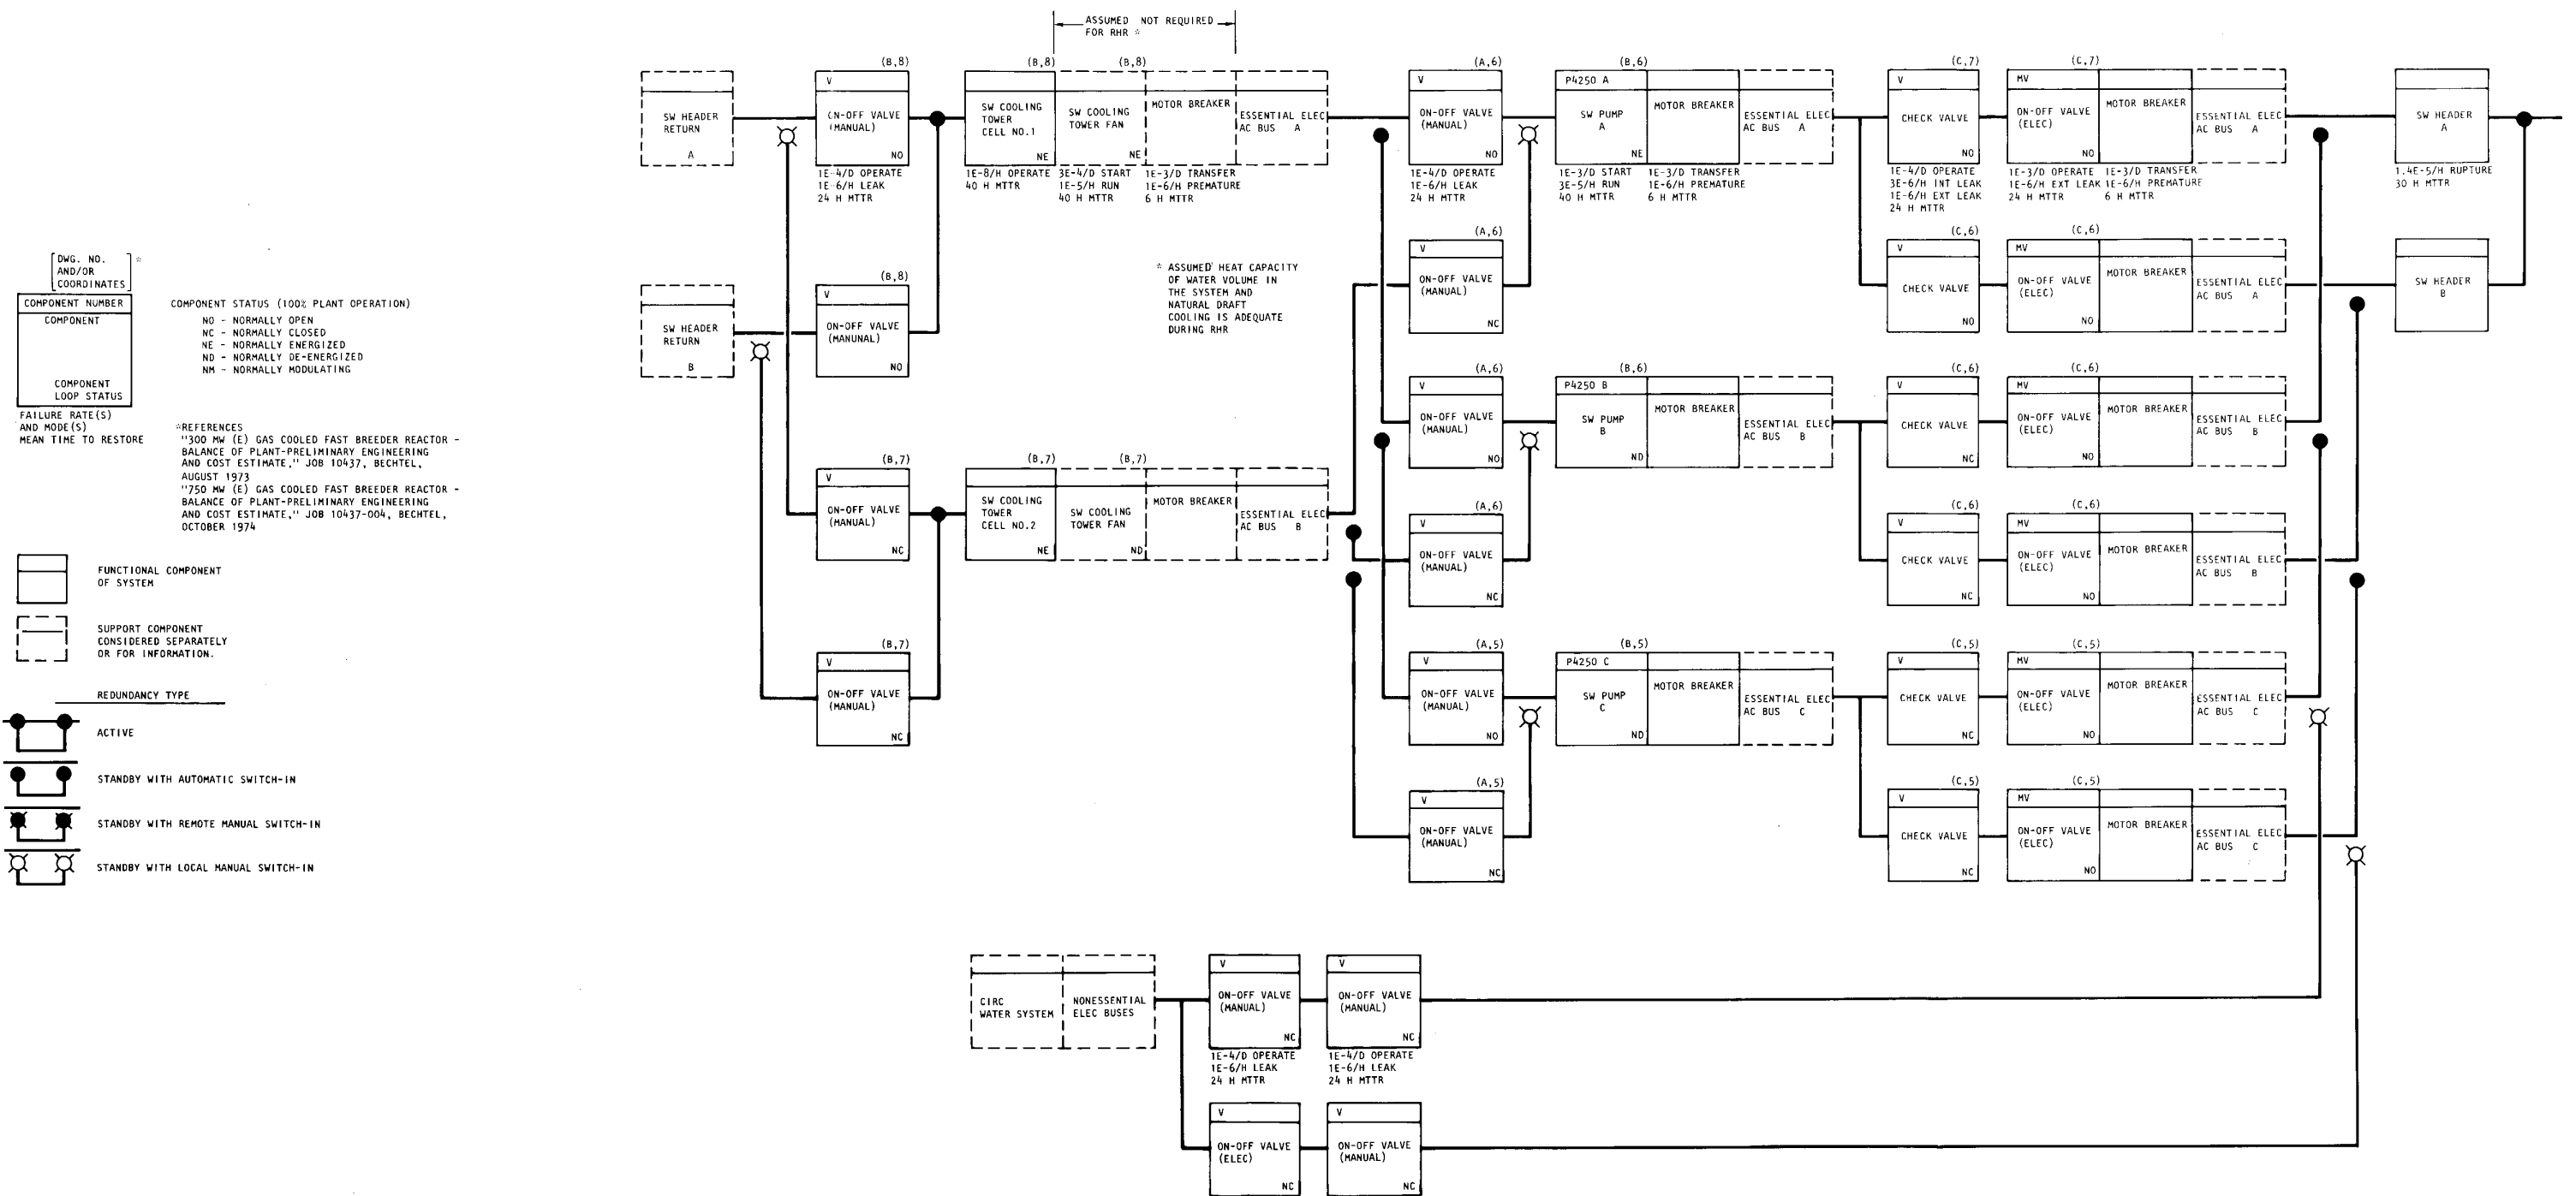 ASSUMED NOT REQUIRED
FOR RHR *
[DWG. NO.
AND/OR
COORDINATES] *
COMPONENT NUMBER
COMPONENT
COMPONENT
LOOP STATUS
FAILURE RATE(S)
AND MODE(S)
MEAN TIME TO RESTORE
COMPONENT STATUS (100% PLANT OPERATION)
NO - NORMALLY OPEN
NC - NORMALLY CLOSED
NE - NORMALLY ENERGIZED
ND - NORMALLY DE-ENERGIZED
NM - NORMALLY MODULATING
*REFERENCES
"300 MW (E) GAS COOLED FAST BREEDER REACTOR -
BALANCE OF PLANT-PRELIMINARY ENGINEERING
AND COST ESTIMATE," JOB 10437, BECHTEL,
AUGUST 1973
"750 MW (E) GAS COOLED FAST BREEDER REACTOR -
BALANCE OF PLANT-PRELIMINARY ENGINEERING
AND COST ESTIMATE," JOB 10437-004, BECHTEL,
OCTOBER 1974
FUNCTIONAL COMPONENT
OF SYSTEM
SUPPORT COMPONENT
CONSIDERED SEPARATELY
OR FOR INFORMATION.
REDUNDANCY TYPE
ACTIVE
STANDBY WITH AUTOMATIC SWITCH-IN
STANDBY WITH REMOTE MANUAL SWITCH-IN
STANDBY WITH LOCAL MANUAL SWITCH-IN
SW HEADER
RETURN
A
(B,8)
V
ON-OFF VALVE
(MANUAL)
NO
1E-4/D OPERATE
1E-6/H LEAK
24 H MTTR
(B,8)
SW COOLING
TOWER
CELL NO.1
NE
1E-8/H OPERATE
40 H MTTR
(B,8)
SW COOLING
TOWER FAN
NE
3E-4/D START
1E-5/H RUN
40 H MTTR
MOTOR BREAKER
1E-3/D TRANSFER
1E-6/H PREMATURE
6 H MTTR
ESSENTIAL ELEC
AC BUS A
(A,6)
V
ON-OFF VALVE
(MANUAL)
NO
1E-4/D OPERATE
1E-6/H LEAK
24 H MTTR
(B,6)
P4250 A
SW PUMP
A
NE
1E-3/D START
3E-5/H RUN
40 H MTTR
MOTOR BREAKER
1E-3/D TRANSFER
1E-6/H PREMATURE
6 H MTTR
ESSENTIAL ELEC
AC BUS A
(C,7)
V
CHECK VALVE
NO
1E-4/D OPERATE
3E-6/H INT LEAK
1E-6/H EXT LEAK
24 H MTTR
(C,7)
MV
ON-OFF VALVE
(ELEC)
NO
1E-3/D OPERATE
1E-6/H EXT LEAK
24 H MTTR
MOTOR BREAKER
1E-3/D TRANSFER
1E-6/H PREMATURE
6 H MTTR
ESSENTIAL ELEC
AC BUS A
SW HEADER
A
1.4E-5/H RUPTURE
30 H MTTR
SW HEADER
RETURN
B
(B,8)
V
ON-OFF VALVE
(MANUNAL)
NO
* ASSUMED HEAT CAPACITY
OF WATER VOLUME IN
THE SYSTEM AND
NATURAL DRAFT
COOLING IS ADEQUATE
DURING RHR
(A,6)
V
ON-OFF VALVE
(MANUAL)
NC
(C,6)
V
CHECK VALVE
NO
(C,6)
MV
ON-OFF VALVE
(ELEC)
NO
MOTOR BREAKER
ESSENTIAL ELEC
AC BUS A
SW HEADER
B
(A,6)
V
ON-OFF VALVE
(MANUAL)
NO
(B,6)
P4250 B
SW PUMP
B
ND
MOTOR BREAKER
ESSENTIAL ELEC
AC BUS B
(C,6)
V
CHECK VALVE
NC
(C,6)
MV
ON-OFF VALVE
(ELEC)
NO
MOTOR BREAKER
ESSENTIAL ELEC
AC BUS B
(B,7)
V
ON-OFF VALVE
(MANUAL)
NC
(B,7)
SW COOLING
TOWER
CELL NO.2
NE
(B,7)
SW COOLING
TOWER FAN
ND
MOTOR BREAKER
ESSENTIAL ELEC
AC BUS B
(A,6)
V
ON-OFF VALVE
(MANUAL)
NC
(C,6)
V
CHECK VALVE
NC
(C,6)
MV
ON-OFF VALVE
(ELEC)
NO
MOTOR BREAKER
ESSENTIAL ELEC
AC BUS B
(B,7)
V
ON-OFF VALVE
(MANUAL)
NC
(A,5)
V
ON-OFF VALVE
(MANUAL)
NO
(B,5)
P4250 C
SW PUMP
C
ND
MOTOR BREAKER
ESSENTIAL ELEC
AC BUS C
(C,5)
V
CHECK VALVE
NC
(C,5)
MV
ON-OFF VALVE
(ELEC)
NO
MOTOR BREAKER
ESSENTIAL ELEC
AC BUS C
(A,5)
V
ON-OFF VALVE
(MANUAL)
NC
(C,5)
V
CHECK VALVE
NC
(C,5)
MV
ON-OFF VALVE
(ELEC)
NO
MOTOR BREAKER
ESSENTIAL ELEC
AC BUS C
CIRC
WATER SYSTEM
NONESSENTIAL
ELEC BUSES
V
ON-OFF VALVE
(MANUAL)
NC
1E-4/D OPERATE
1E-6/H LEAK
24 H MTTR
V
ON-OFF VALVE
(MANUAL)
NC
1E-4/D OPERATE
1E-6/H LEAK
24 H MTTR
V
ON-OFF VALVE
(ELEC)
NC
V
ON-OFF VALVE
(MANUAL)
NC